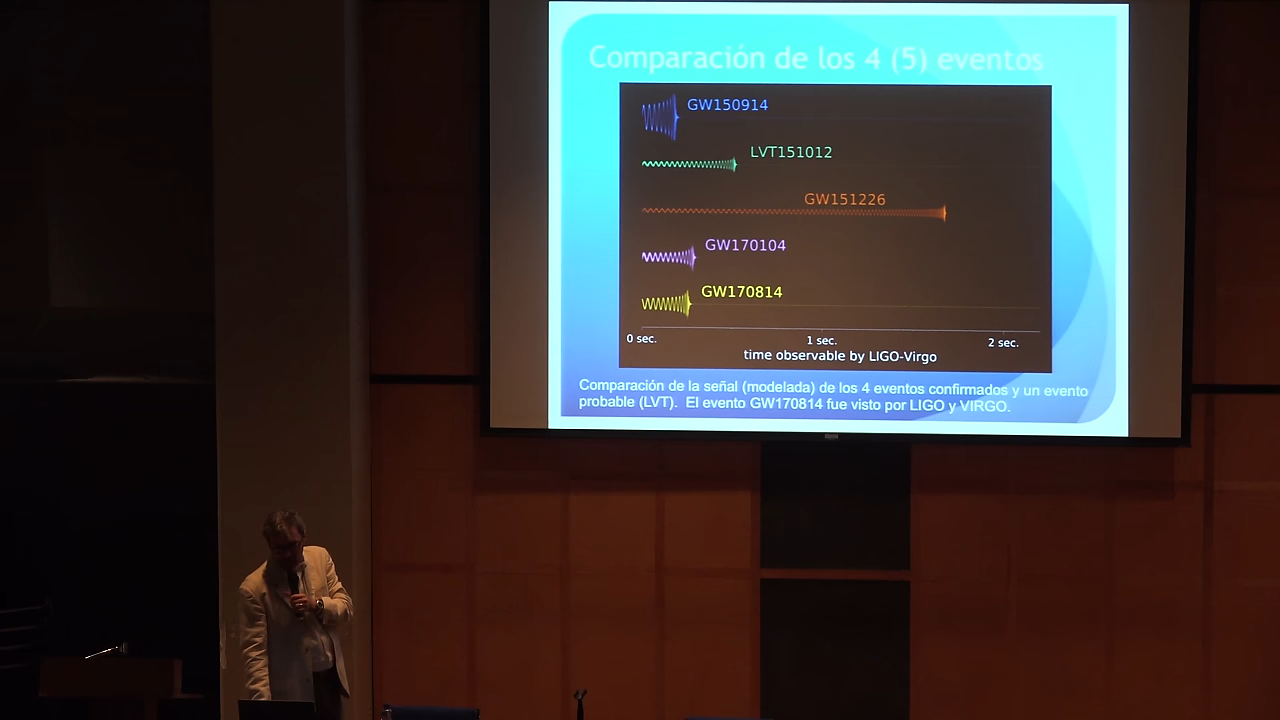 Comparación de los 4 (5) eventos
GW150914
LVT151012
GW151226
GW170104
GW170814
0 sec.
1 sec.
2 sec.
time observable by LIGO-Virgo
Comparación de la señal (modelada) de los 4 eventos confirmados y un evento
probable (LVT). El evento GW170814 fue visto por LIGO y VIRGO.